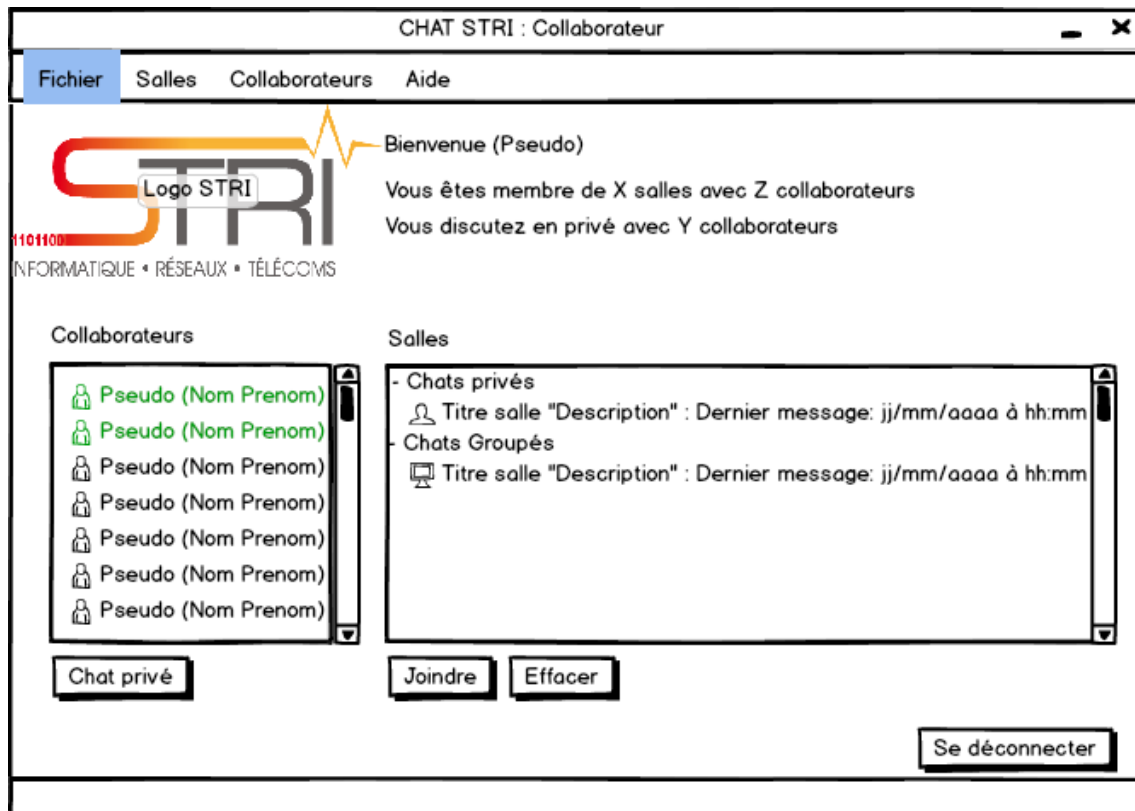 CHAT STRI : Collaborateur
Fichier Salles Collaborateurs Aide
STRI
Logo STRI
1101100
INFORMATIQUE • RÉSEAUX • TÉLÉCOMS
Bienvenue (Pseudo)
Vous êtes membre de X salles avec Z collaborateurs
Vous discutez en privé avec Y collaborateurs
Collaborateurs
Pseudo (Nom Prenom)
Pseudo (Nom Prenom)
Pseudo (Nom Prenom)
Pseudo (Nom Prenom)
Pseudo (Nom Prenom)
Pseudo (Nom Prenom)
Pseudo (Nom Prenom)
Chat privé
Salles
- Chats privés
Titre salle "Description" : Dernier message: jj/mm/aaaa à hh:mm
- Chats Groupés
Titre salle "Description" : Dernier message: jj/mm/aaaa à hh:mm
Joindre Effacer
Se déconnecter